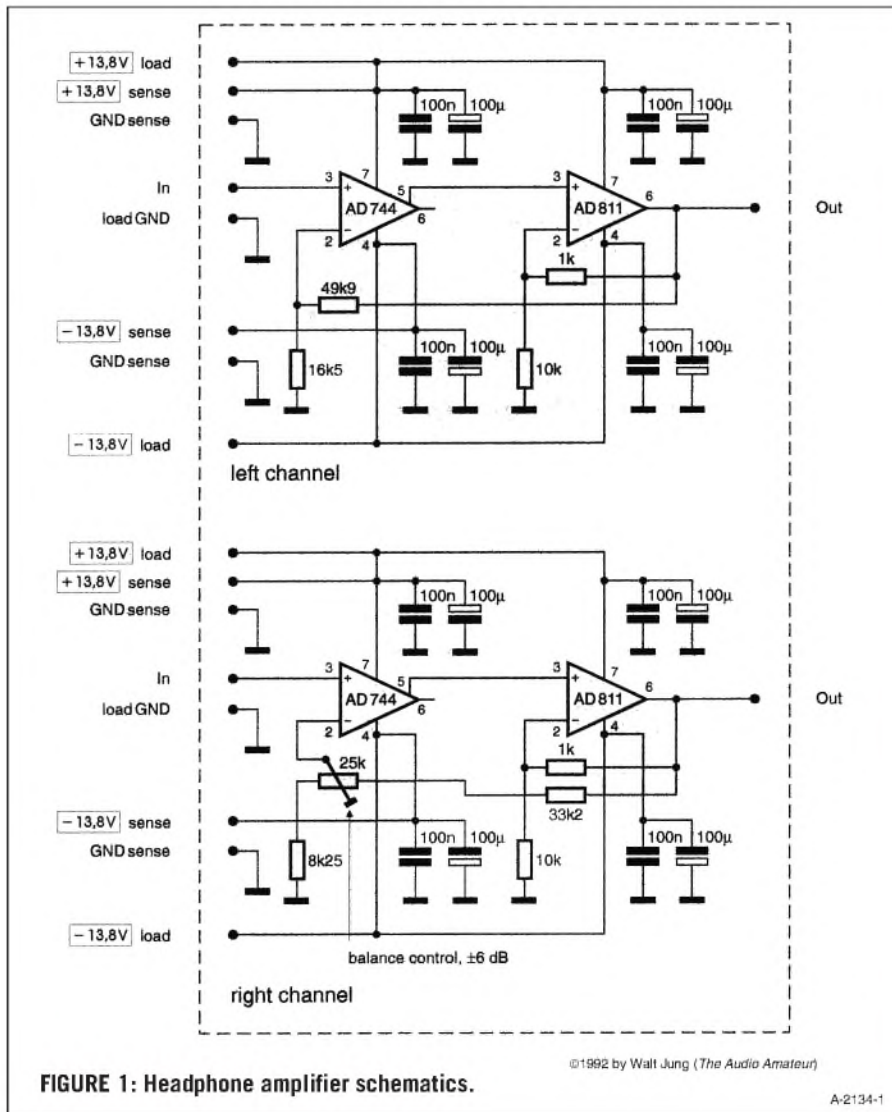 +13,8V load
+13,8V sense
GND sense
In
load GND
-13,8V sense
GND sense
-13,8V load
100n 100µ 100n 100µ
3 7 5 3 7
+ AD744 6 + AD811 6 Out
2 - 4 2 - 4
1k
49k9
16k5 100n 100µ 10k 100n 100µ
left channel
+13,8V load
+13,8V sense
GND sense
In
load GND
-13,8V sense
GND sense
-13,8V load
100n 100µ 100n 100µ
3 7 5 3 7
+ AD744 6 + AD811 6 Out
2 - 4 2 - 4
25k 1k
33k2
8k25 100n 100µ 10k 100n 100µ
balance control, ±6 dB
right channel
©1992 by Walt Jung (The Audio Amateur)
FIGURE 1: Headphone amplifier schematics.
A-2134-1